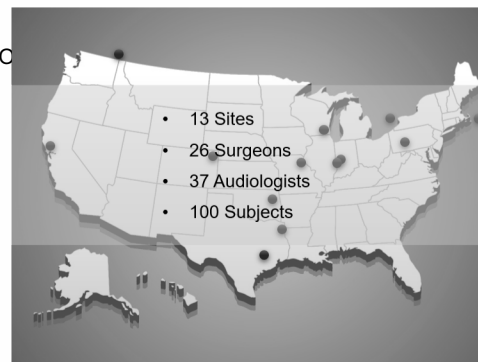 C
• 13 Sites
• 26 Surgeons
• 37 Audiologists
• 100 Subjects